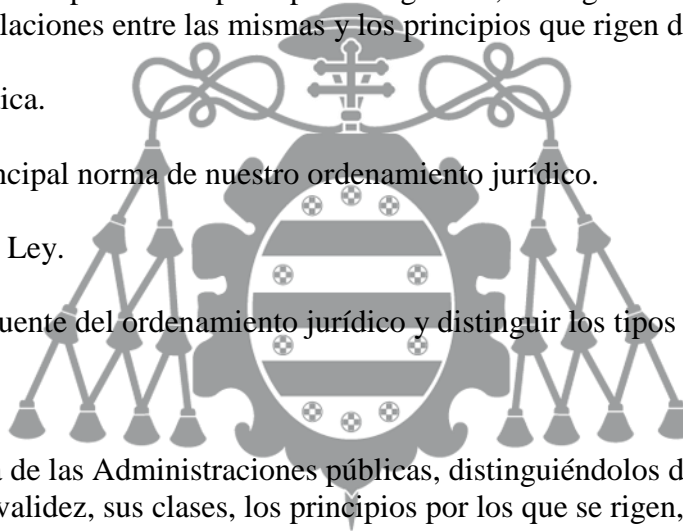 elaciones entre las mismas y los principios que rigen d
ica.
ncipal norma de nuestro ordenamiento jurídico.
Ley.
uente del ordenamiento jurídico y distinguir los tipos
a de las Administraciones públicas, distinguiéndolos d
validez, sus clases, los principios por los que se rigen,